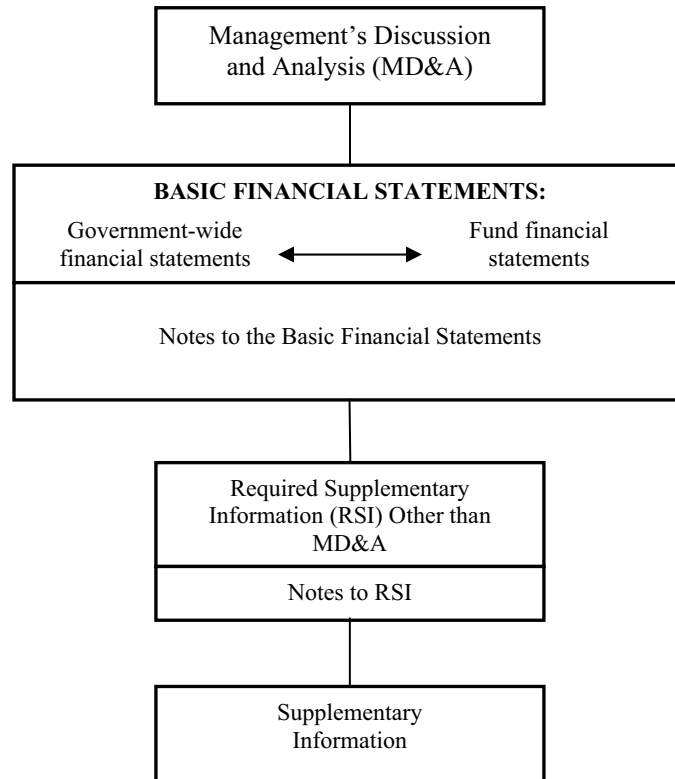 Management’s Discussion
and Analysis (MD&A)
BASIC FINANCIAL STATEMENTS:
Government-wide
financial statements
Fund financial
statements
Notes to the Basic Financial Statements
Required Supplementary
Information (RSI) Other than
MD&A
Notes to RSI
Supplementary
Information